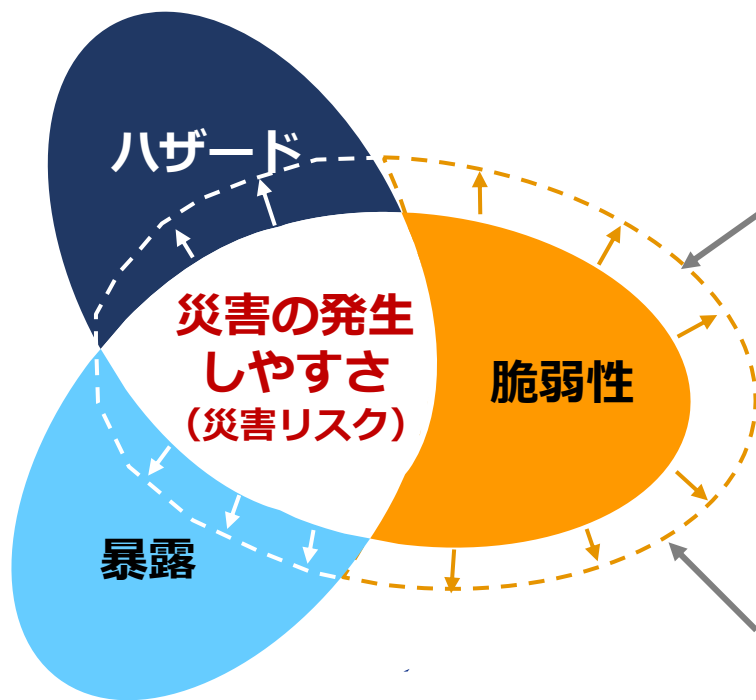 ハザード
災害の発生
しやすさ
（災害リスク）
脆弱性
暴露